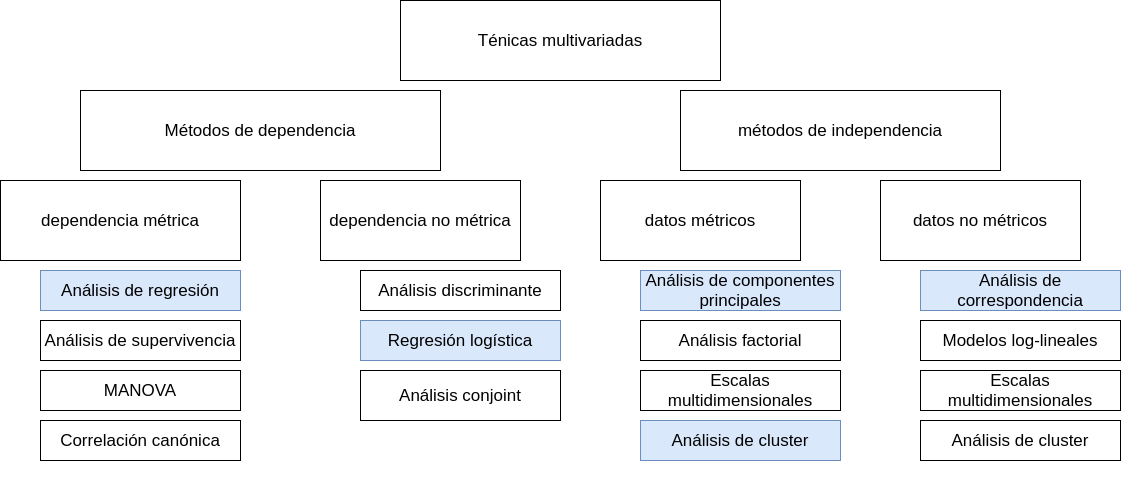 Ténicas multivariadas
Métodos de dependencia
métodos de independencia
dependencia métrica
dependencia no métrica
datos métricos
datos no métricos
Análisis de regresión
Análisis de supervivencia
MANOVA
Correlación canónica
Análisis discriminante
Regresión logística
Análisis conjoint
Análisis de componentes
principales
Análisis factorial
Escalas
multidimensionales
Análisis de cluster
Análisis de
correspondencia
Modelos log-lineales
Escalas
multidimensionales
Análisis de cluster